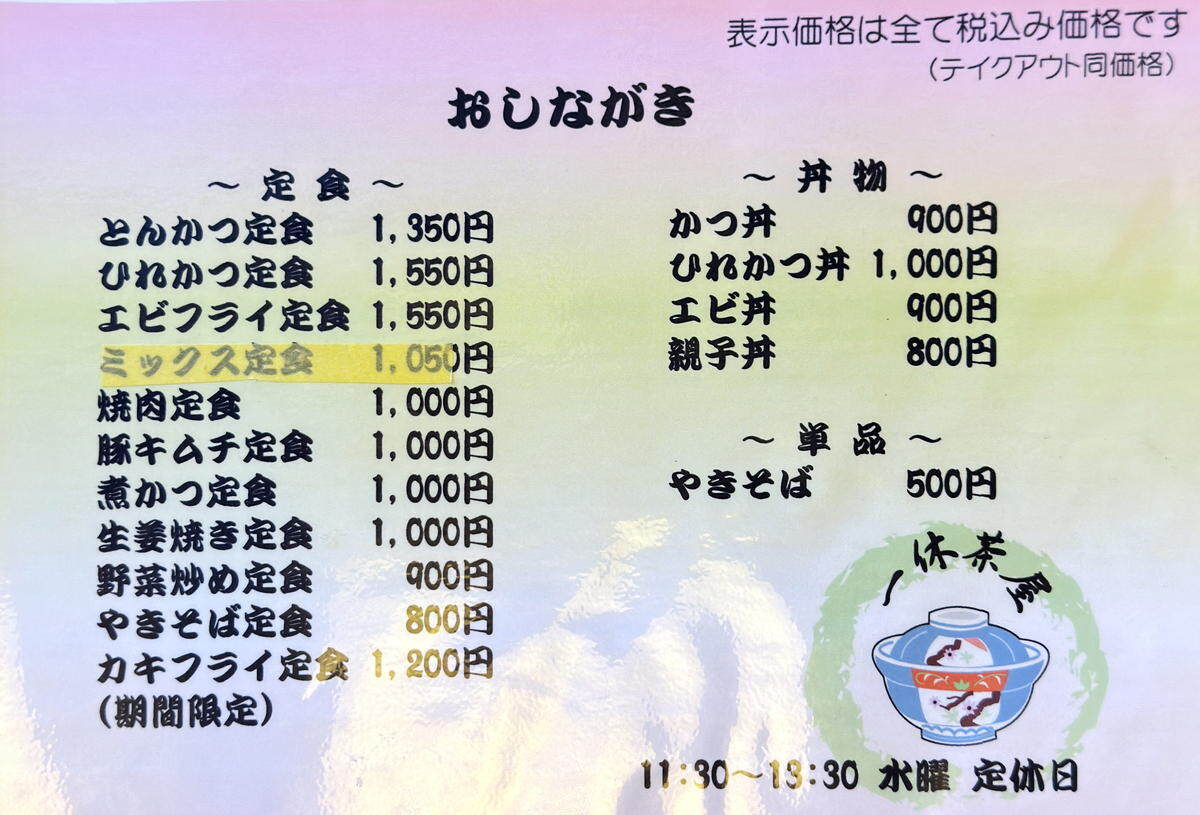 表示価格は全て税込み価格です
(テイクアウト同価格)
おしながき
～ 定 食 ～
とんかつ定食 1,350円
ひれかつ定食 1,550円
エビフライ定食 1,550円
ミックス定食 1,050円
焼肉定食 1,000円
豚キムチ定食 1,000円
煮かつ定食 1,000円
生姜焼き定食 1,000円
野菜炒め定食 900円
やきそば定食 800円
カキフライ定食 1,200円
(期間限定)
～ 丼 物 ～
かつ丼 900円
ひれかつ丼 1,000円
エビ丼 900円
親子丼 800円
～ 単 品 ～
やきそば 500円
一休茶屋
11:30～13:30 水曜 定休日